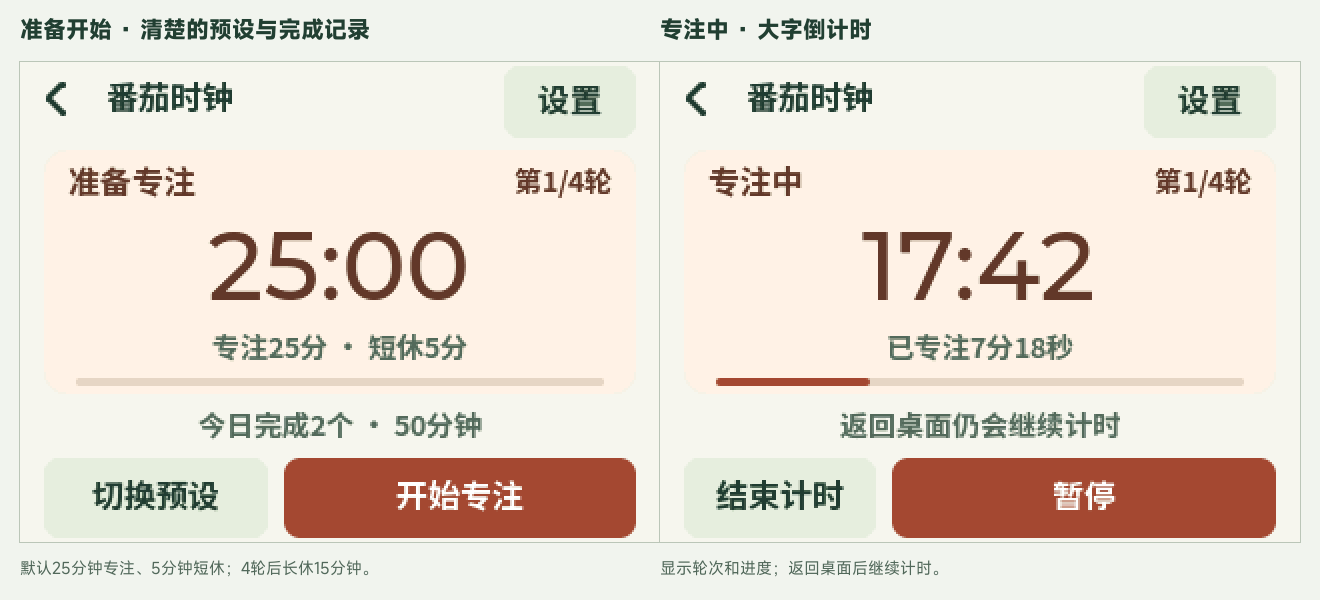 准备开始 · 清楚的预设与完成记录
番茄时钟
设置
准备专注
第1/4轮
25:00
专注25分 · 短休5分
今日完成2个 · 50分钟
切换预设
开始专注
默认25分钟专注、5分钟短休；4轮后长休15分钟。
专注中 · 大字倒计时
番茄时钟
设置
专注中
第1/4轮
17:42
已专注7分18秒
返回桌面仍会继续计时
结束计时
暂停
显示轮次和进度；返回桌面后继续计时。